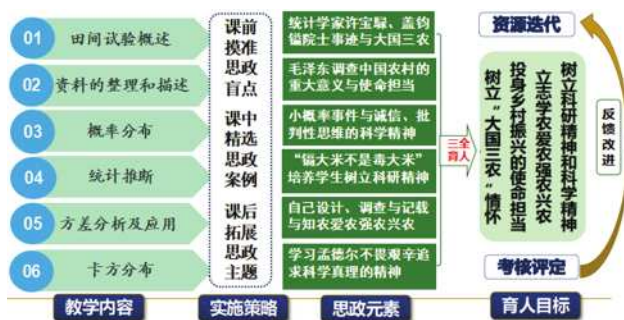 01 田间试验概述
02 资料的整理和描述
03 概率分布
04 统计推断
05 方差分析及应用
06 卡方分布
教学内容
课前
摸准
思政
盲点
课中
精选
思政
案例
课后
拓展
思政
主题
实施策略
统计学家许宝騄、盖钧
镒院士事迹与大国三农
毛泽东调查中国农村的
重大意义与使命担当
小概率事件与诚信、批
判性思维的科学精神
“镉大米不是毒大米”
培养学生树立科研精神
自己设计、调查与记载
与知农爱农强农兴农
学习孟德尔不畏艰辛追
求科学真理的精神
思政元素
三全
育人
资源迭代
树立科研精神和科学精神
立志学农爱农强农兴农
投身乡村振兴的使命担当
树立“大国三农”情怀
考核评定
反馈改进
育人目标